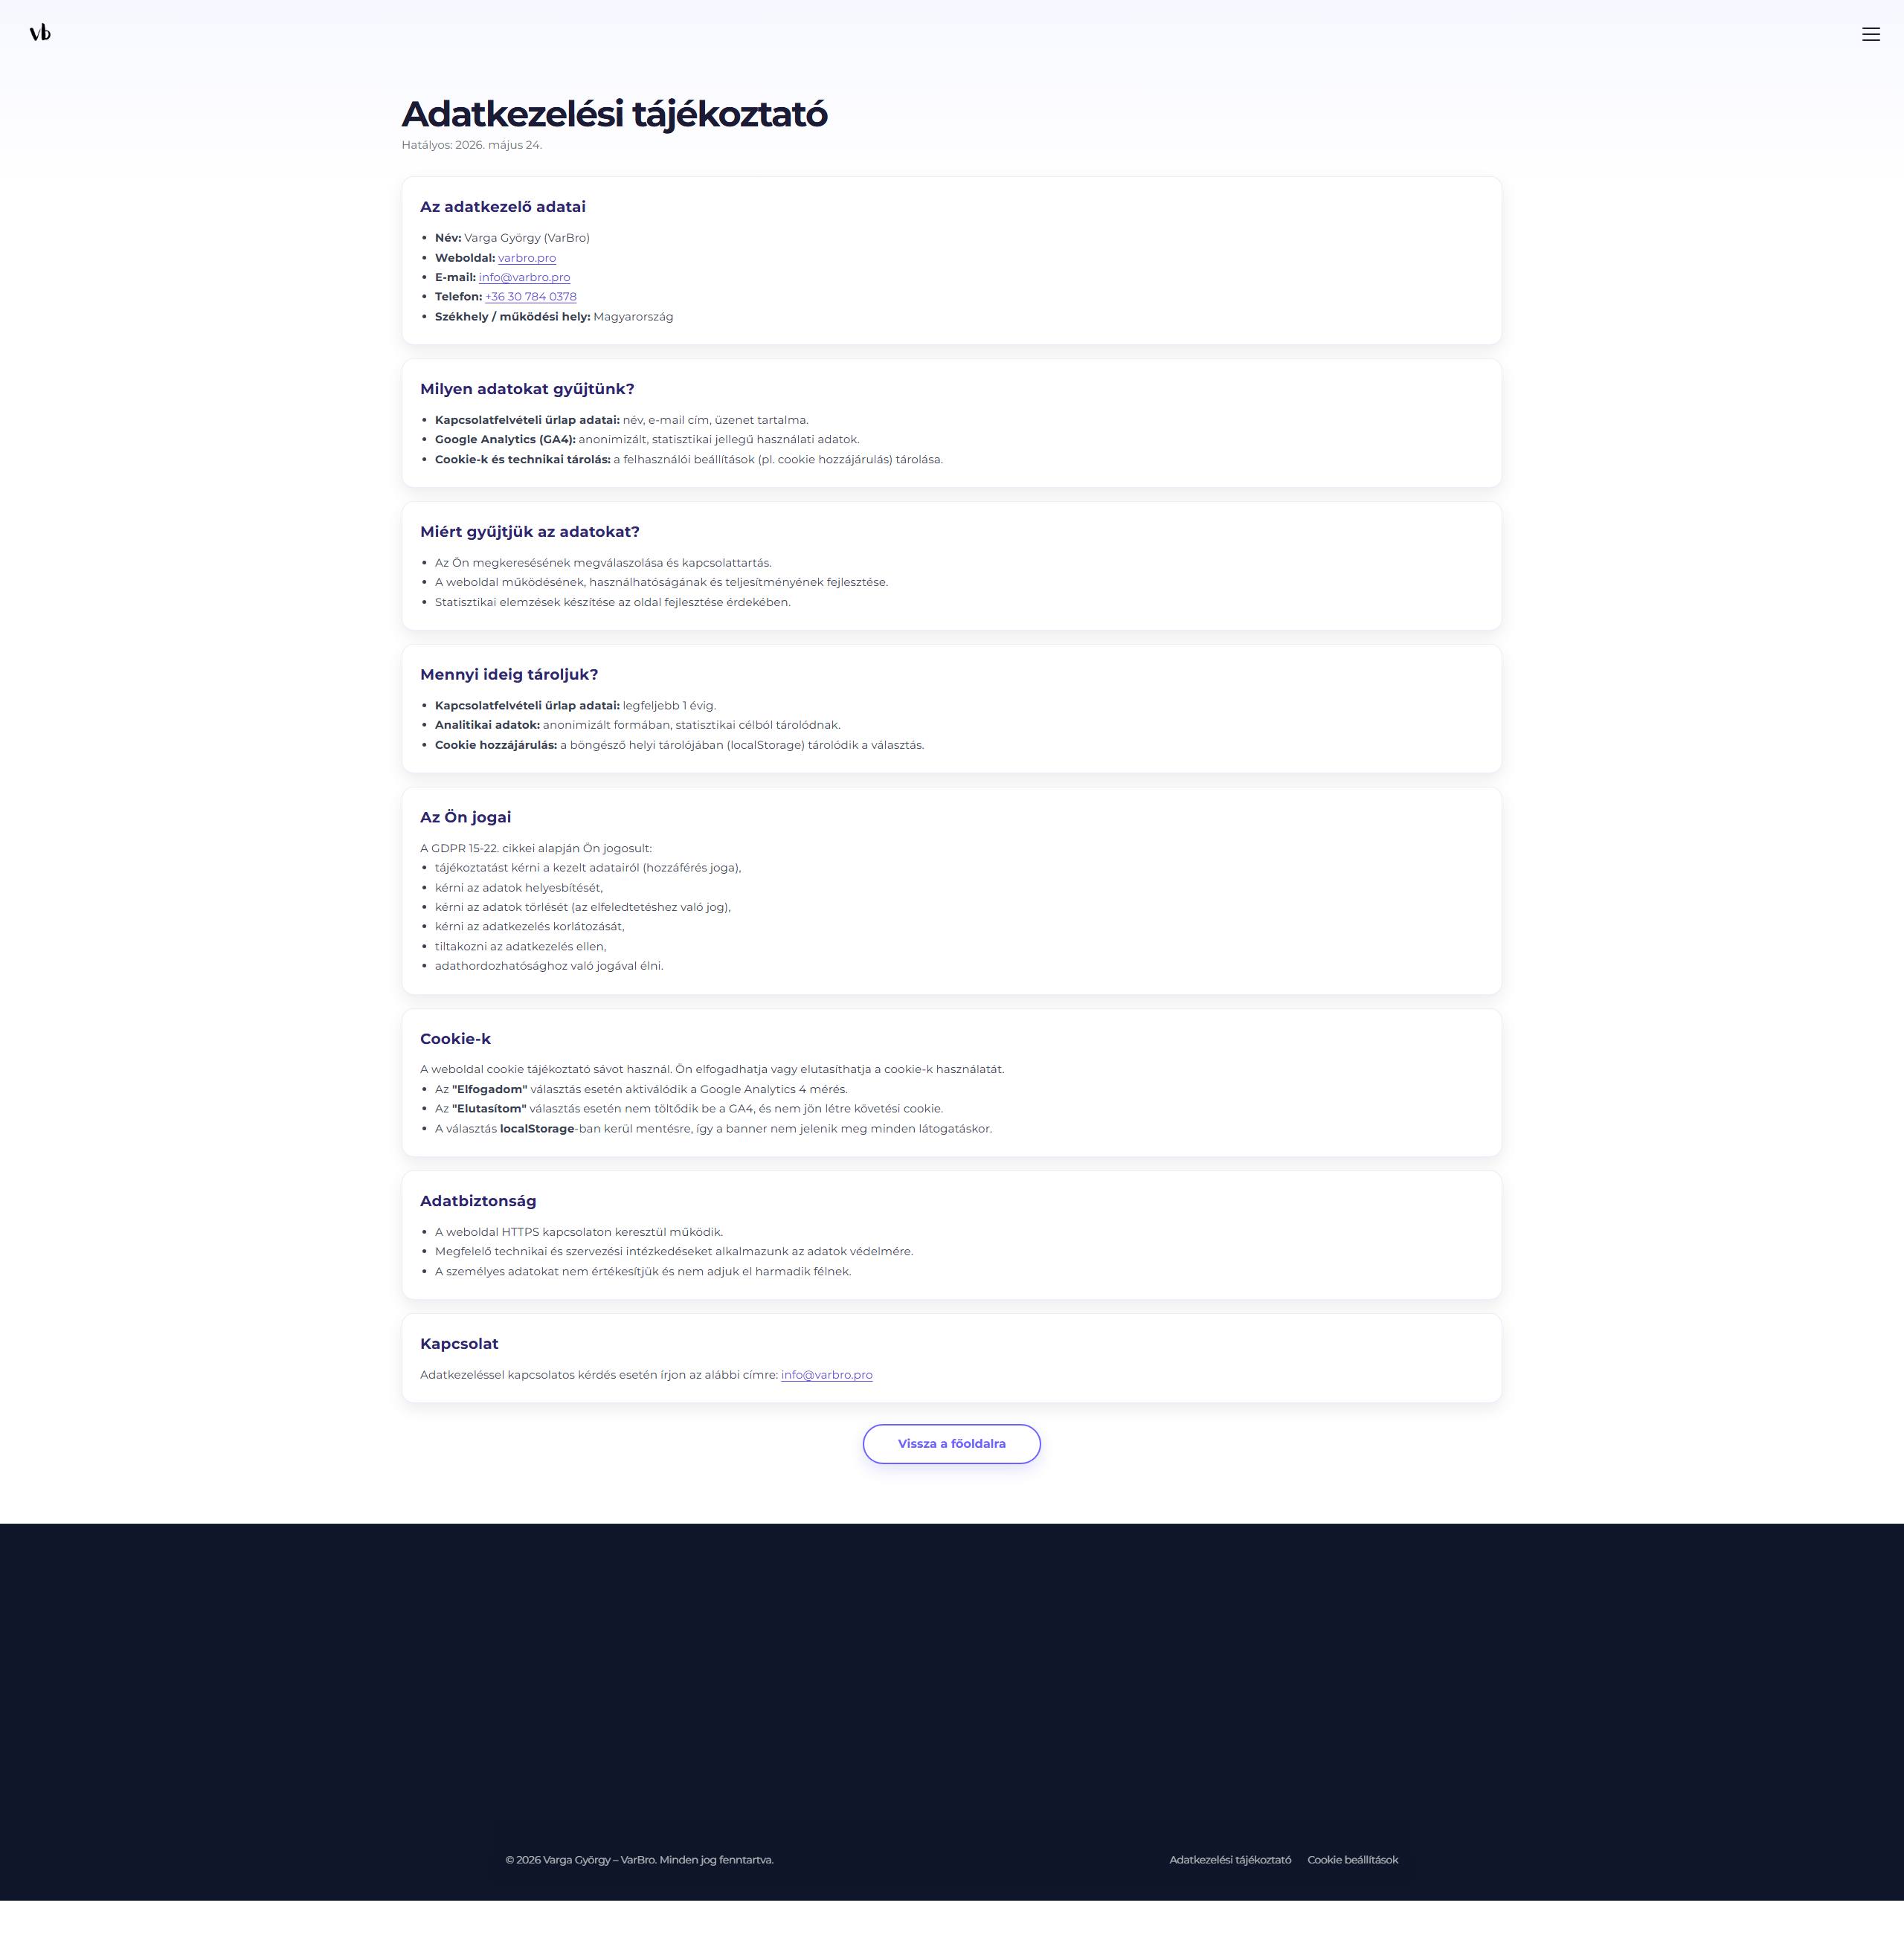 vb
Adatkezelési tájékoztató
Hatályos: 2026. május 24.
Az adatkezelő adatai
• Név: Varga György (VarBro)
• Weboldal: varbro.pro
• E-mail: info@varbro.pro
• Telefon: +36 30 784 0378
• Székhely / működési hely: Magyarország
Milyen adatokat gyűjtünk?
• Kapcsolatfelvételi űrlap adatai: név, e-mail cím, üzenet tartalma.
• Google Analytics (GA4): anonimizált, statisztikai jellegű használati adatok.
• Cookie-k és technikai tárolás: a felhasználói beállítások (pl. cookie hozzájárulás) tárolása.
Miért gyűjtjük az adatokat?
• Az Ön megkeresésének megválaszolása és kapcsolattartás.
• A weboldal működésének, használhatóságának és teljesítményének fejlesztése.
• Statisztikai elemzések készítése az oldal fejlesztése érdekében.
Mennyi ideig tároljuk?
• Kapcsolatfelvételi űrlap adatai: legfeljebb 1 évig.
• Analitikai adatok: anonimizált formában, statisztikai célból tárolódnak.
• Cookie hozzájárulás: a böngésző helyi tárolójában (localStorage) tárolódik a választás.
Az Ön jogai
A GDPR 15-22. cikkei alapján Ön jogosult:
• tájékoztatást kérni a kezelt adatairól (hozzáférés joga),
• kérni az adatok helyesbítését,
• kérni az adatok törlését (az elfeledtetéshez való jog),
• kérni az adatkezelés korlátozását,
• tiltakozni az adatkezelés ellen,
• adathordozhatósághoz való jogával élni.
Cookie-k
A weboldal cookie tájékoztató sávot használ. Ön elfogadhatja vagy elutasíthatja a cookie-k használatát.
• Az "Elfogadom" választás esetén aktiválódik a Google Analytics 4 mérés.
• Az "Elutasítom" választás esetén nem töltődik be a GA4, és nem jön létre követési cookie.
• A választás localStorage-ban kerül mentésre, így a banner nem jelenik meg minden látogatáskor.
Adatbiztonság
• A weboldal HTTPS kapcsolaton keresztül működik.
• Megfelelő technikai és szervezési intézkedéseket alkalmazunk az adatok védelmére.
• A személyes adatokat nem értékesítjük és nem adjuk el harmadik félnek.
Kapcsolat
Adatkezeléssel kapcsolatos kérdés esetén írjon az alábbi címre: info@varbro.pro
Vissza a főoldalra
© 2026 Varga György – VarBro. Minden jog fenntartva.
Adatkezelési tájékoztató Cookie beállítások